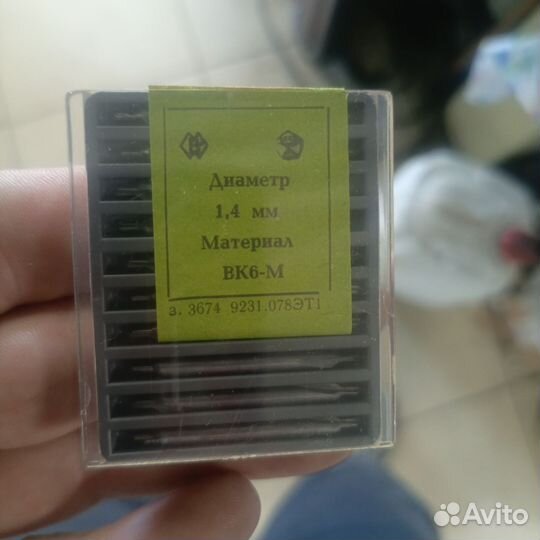 Диаметр
1,4 мм
Материал
ВК6-М
з. 3674 9231.078ЭТ1
Avito